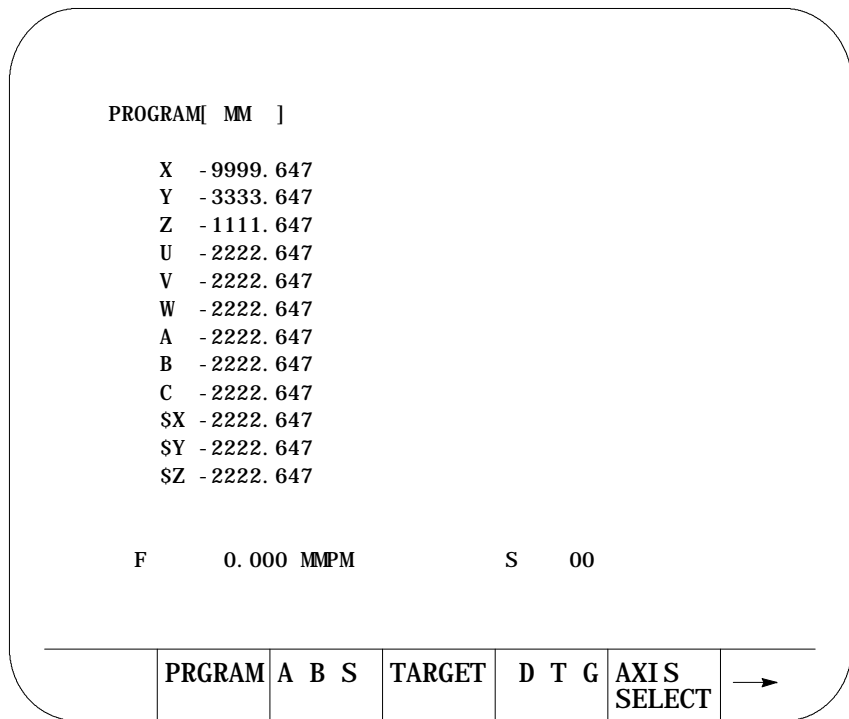 PROGRAM[ MM ]
X -9999.647
Y -3333.647
Z -1111.647
U -2222.647
V -2222.647
W -2222.647
A -2222.647
B -2222.647
C -2222.647
$X -2222.647
$Y -2222.647
$Z -2222.647
F 0.000 MMPM S 00
PRGRAM A B S TARGET D T G AXIS
SELECT